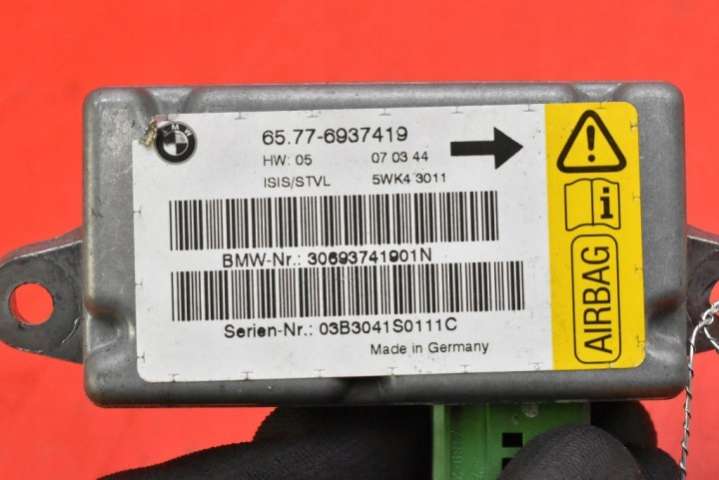 BMW
65.77-6937419
HW: 05 07 03 44
ISIS/STVL 5WK4 3011
BMW-Nr.: 30693741901N
Serien-Nr.: 03B3041S0111C
Made in Germany
i
AIRBAG